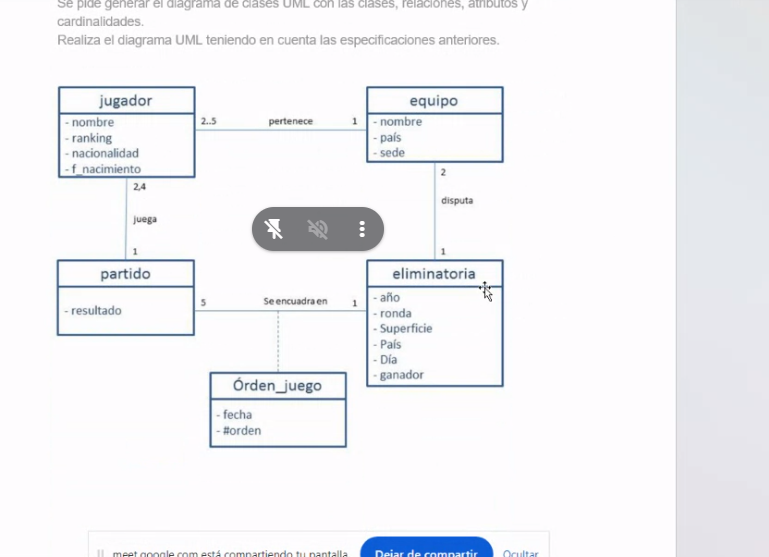 Se pide generar el diagrama de clases UML con las clases, relaciones, atributos y
cardinalidades.
Realiza el diagrama UML teniendo en cuenta las especificaciones anteriores.
jugador
- nombre
- ranking
- nacionalidad
- f_nacimiento
2..5 pertenece 1
equipo
- nombre
- país
- sede
2,4
juega
1
2
disputa
1
partido
- resultado
5 Se encuadra en 1
eliminatoria
- año
- ronda
- Superficie
- País
- Día
- ganador
Órden_juego
- fecha
- #orden
meet.google.com está compartiendo tu pantalla.
Dejar de compartir
Ocultar